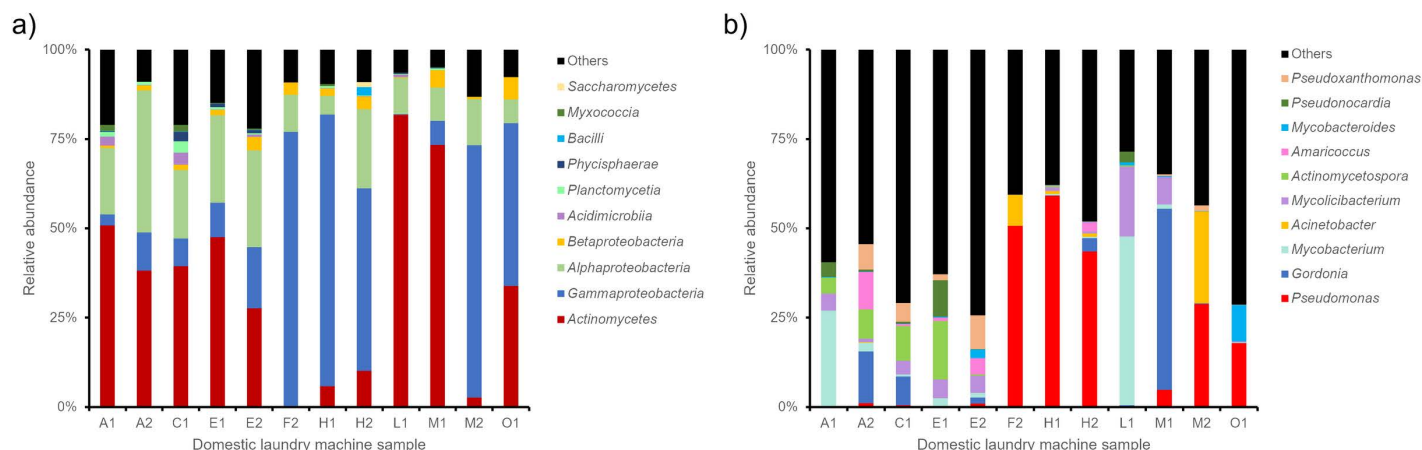 a)
100%
75%
50%
25%
0%
Relative abundance
A1 A2 C1 E1 E2 F2 H1 H2 L1 M1 M2 O1
Domestic laundry machine sample
Others
Saccharomycetes
Myxococcia
Bacilli
Phycisphaerae
Planctomycetia
Acidimicrobiia
Betaproteobacteria
Alphaproteobacteria
Gammaproteobacteria
Actinomycetes
b)
100%
75%
50%
25%
0%
Relative abundance
A1 A2 C1 E1 E2 F2 H1 H2 L1 M1 M2 O1
Domestic laundry machine sample
Others
Pseudoxanthomonas
Pseudonocardia
Mycobacteroides
Amaricoccus
Actinomycetospora
Mycolicibacterium
Acinetobacter
Mycobacterium
Gordonia
Pseudomonas